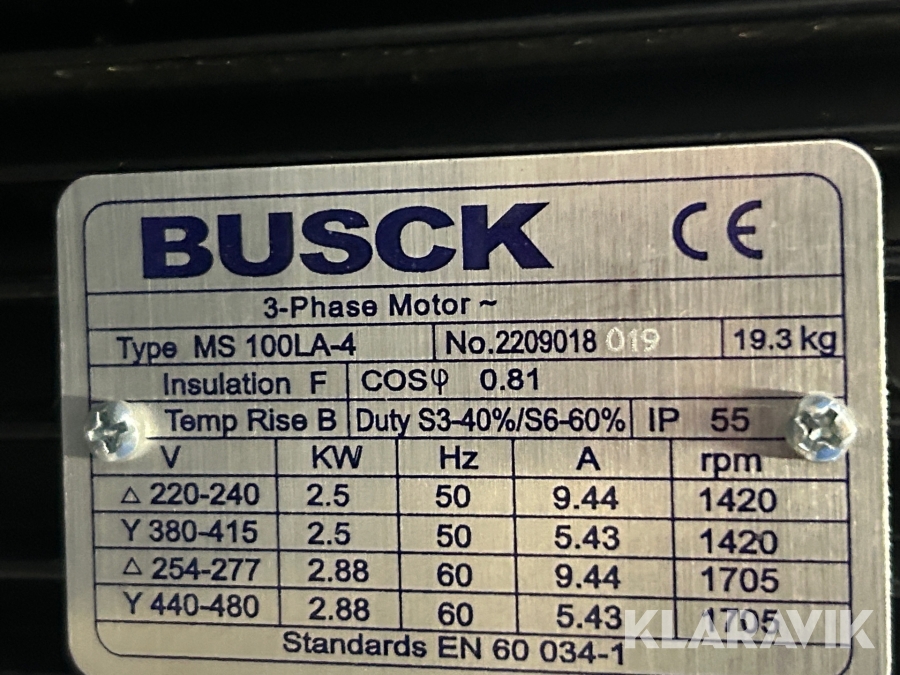 BUSCK CE
3-Phase Motor ~
Type MS 100LA-4 No.2209018 019 19.3 kg
Insulation F COSφ 0.81
Temp Rise B Duty S3-40%/S6-60% IP 55
V KW Hz A rpm
△ 220-240 2.5 50 9.44 1420
Y 380-415 2.5 50 5.43 1420
△ 254-277 2.88 60 9.44 1705
Y 440-480 2.88 60 5.43 1705
Standards EN 60 034-1
KLARAVIK